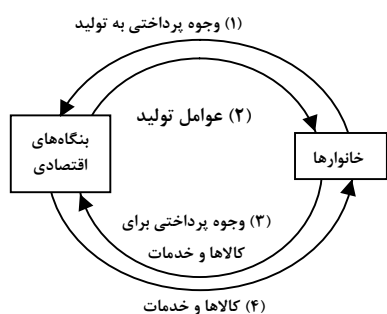 (۱) وجوه پرداختی به تولید
(۲) عوامل تولید
بنگاه‌های
اقتصادی
خانوارها
(۳) وجوه پرداختی برای
کالاها و خدمات
(۴) کالاها و خدمات